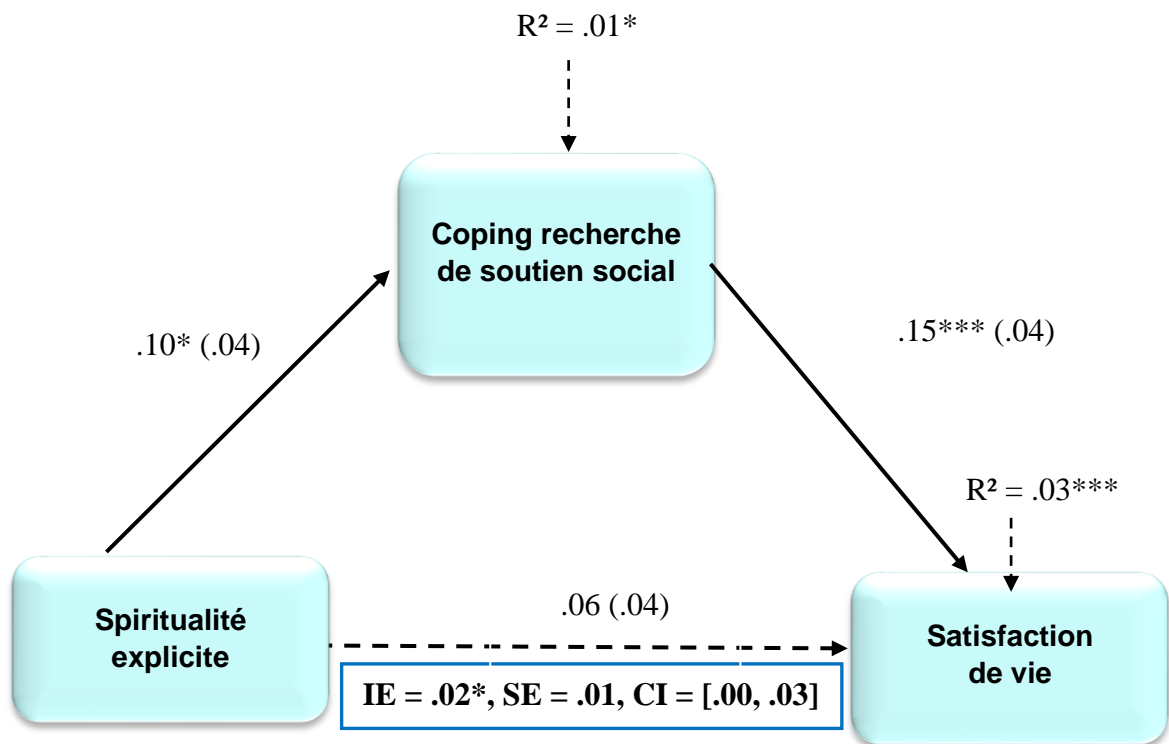 R² = .01*
Coping recherche
de soutien social
.10* (.04)
.15*** (.04)
R² = .03***
Spiritualité
explicite
.06 (.04)
Satisfaction
de vie
IE = .02*, SE = .01, CI = [.00, .03]